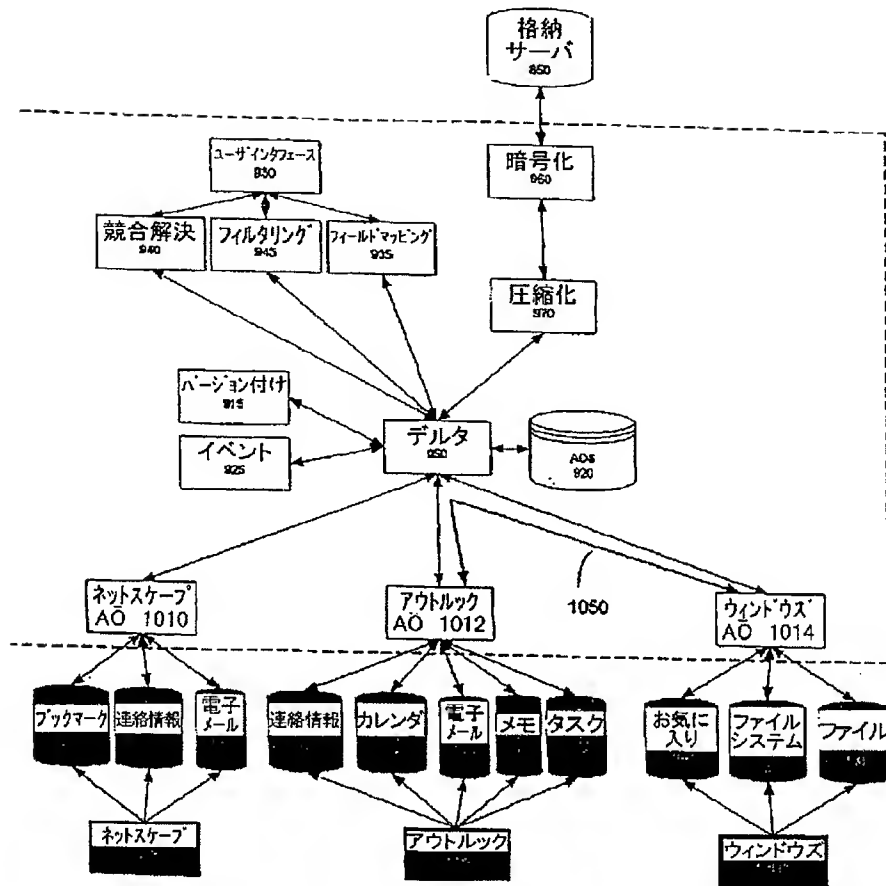 格納
サーバ
850
ユーザインタフェース
930
暗号化
960
競合解決
940
フィルタリング
945
フィールドマッピング
935
圧縮化
970
バージョン付け
915
デルタ
950
イベント
925
920
ネットスケープ
AO 1010
アウトルック
AO 1012
1050
ウィンドウズ
AO 1014
ブックマーク
連絡情報
電子
メール
連絡情報
カレンダ
電子
メール
メモ
タスク
お気に
入り
ファイル
システム
ファイル
ネットスケープ
アウトルック
ウィンドウズ